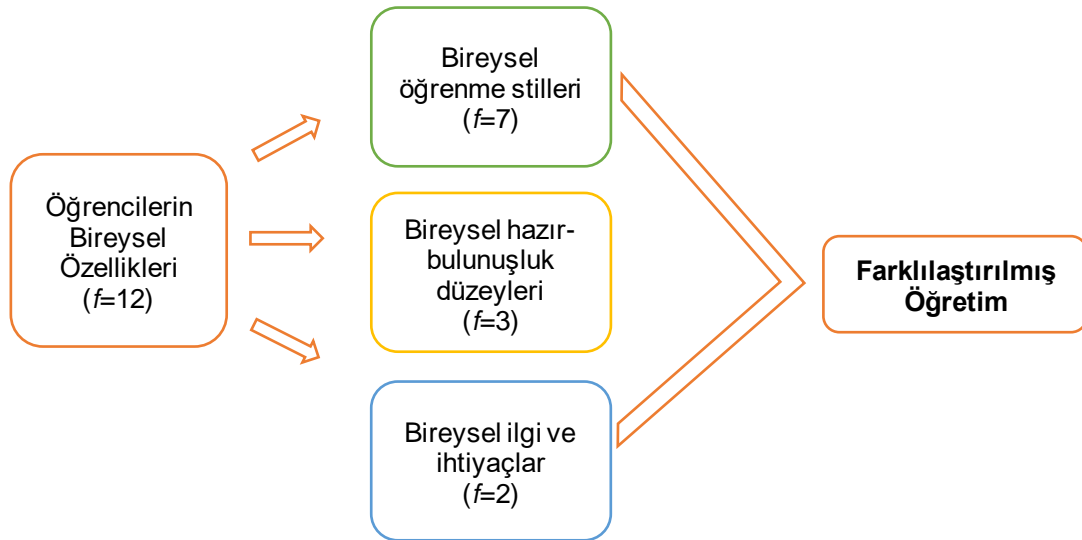 Öğrencilerin
Bireysel
Özellikleri
(f=12)
Bireysel
öğrenme stilleri
(f=7)
Bireysel hazır-
bulunuşluk
düzeyleri
(f=3)
Bireysel ilgi ve
ihtiyaçlar
(f=2)
Farklılaştırılmış
Öğretim